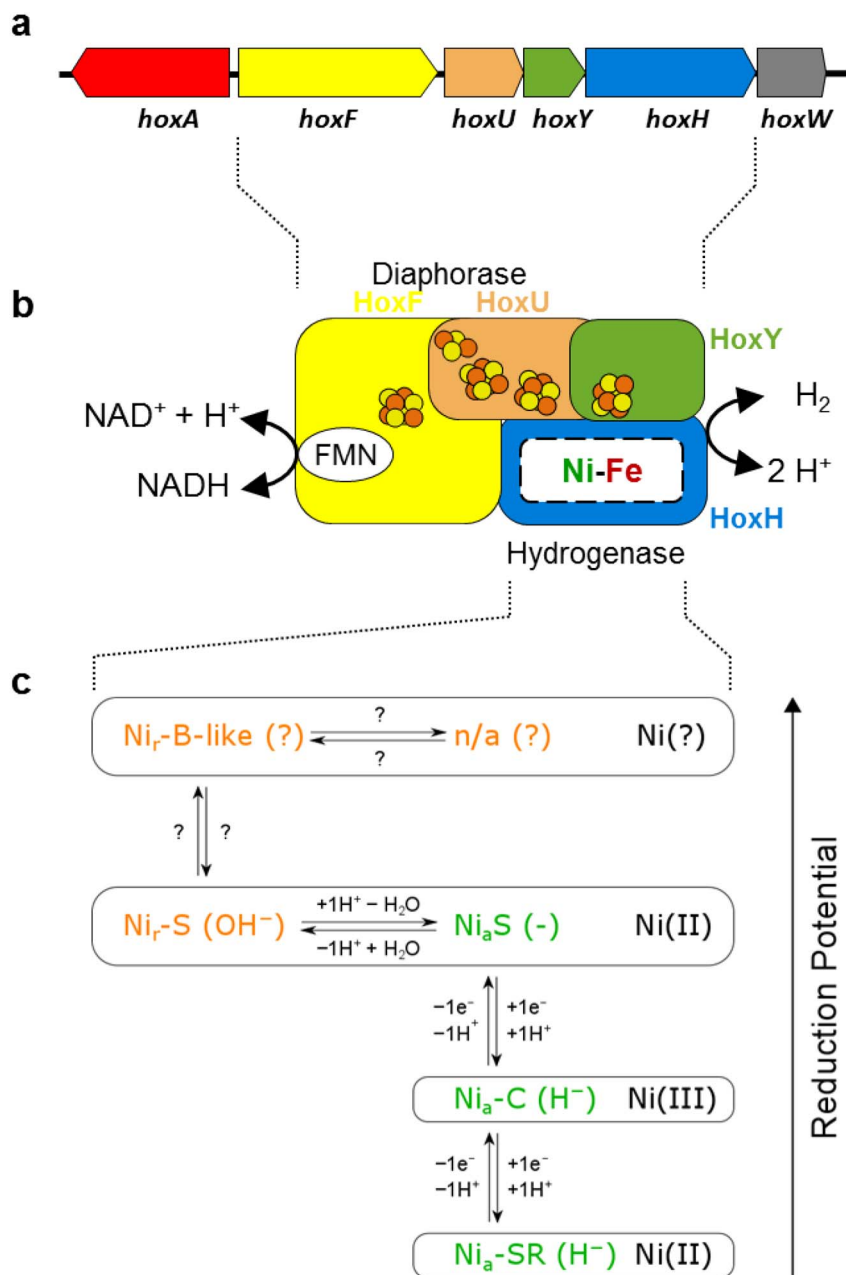 a
hoxA hoxF hoxU hoxY hoxH hoxW
b
Diaphorase
HoxF HoxU
HoxY
NAD⁺ + H⁺
H₂
FMN
Ni-Fe
NADH
2 H⁺
HoxH
Hydrogenase
c
?
Niᵣ-B-like (?) n/a (?) Ni(?)
?
? ?
+1H⁺ – H₂O
Niᵣ-S (OH⁻) NiₐS (-) Ni(II)
−1H⁺ + H₂O
−1e⁻ +1e⁻
−1H⁺ +1H⁺
Niₐ-C (H⁻) Ni(III)
−1e⁻ +1e⁻
−1H⁺ +1H⁺
Niₐ-SR (H⁻) Ni(II)
Reduction Potential